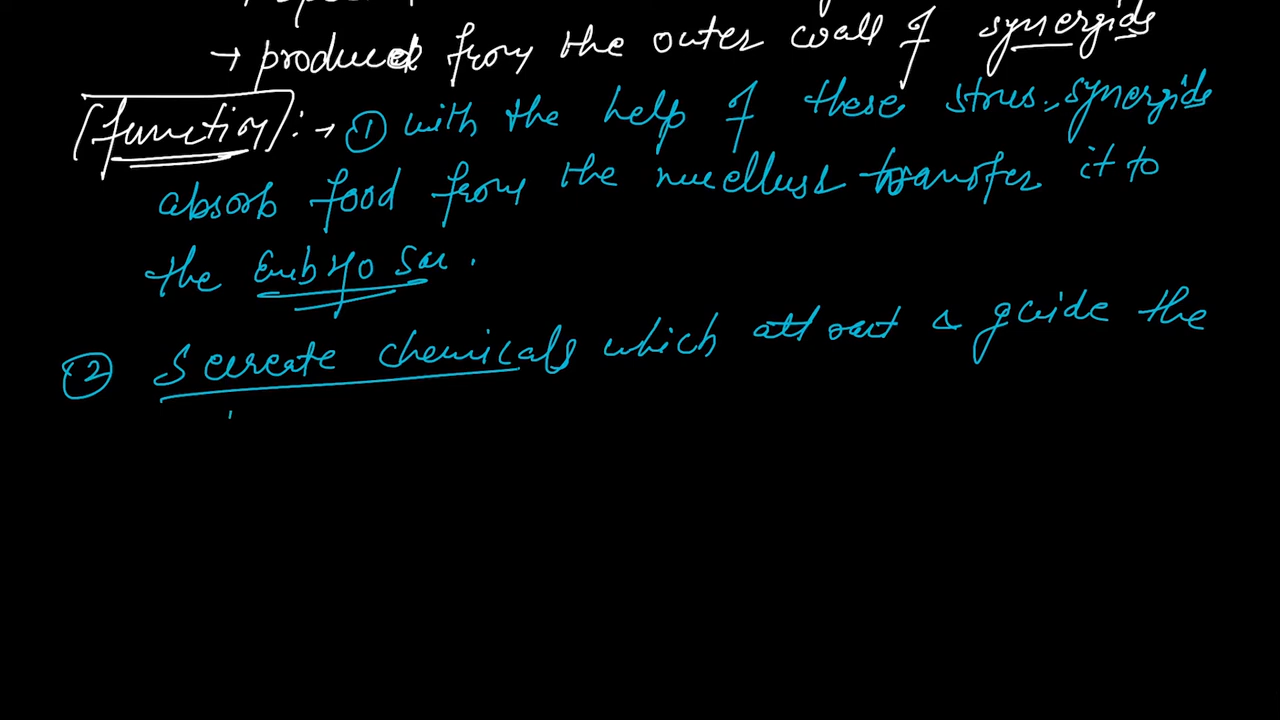 → produced from the outer wall of synergids
[function]:→ ① with the help of these strus., synergids
absorb food from the nucellus & transfer it to
the Embryo Sac.
② Secreate chemicals which attract & guide the